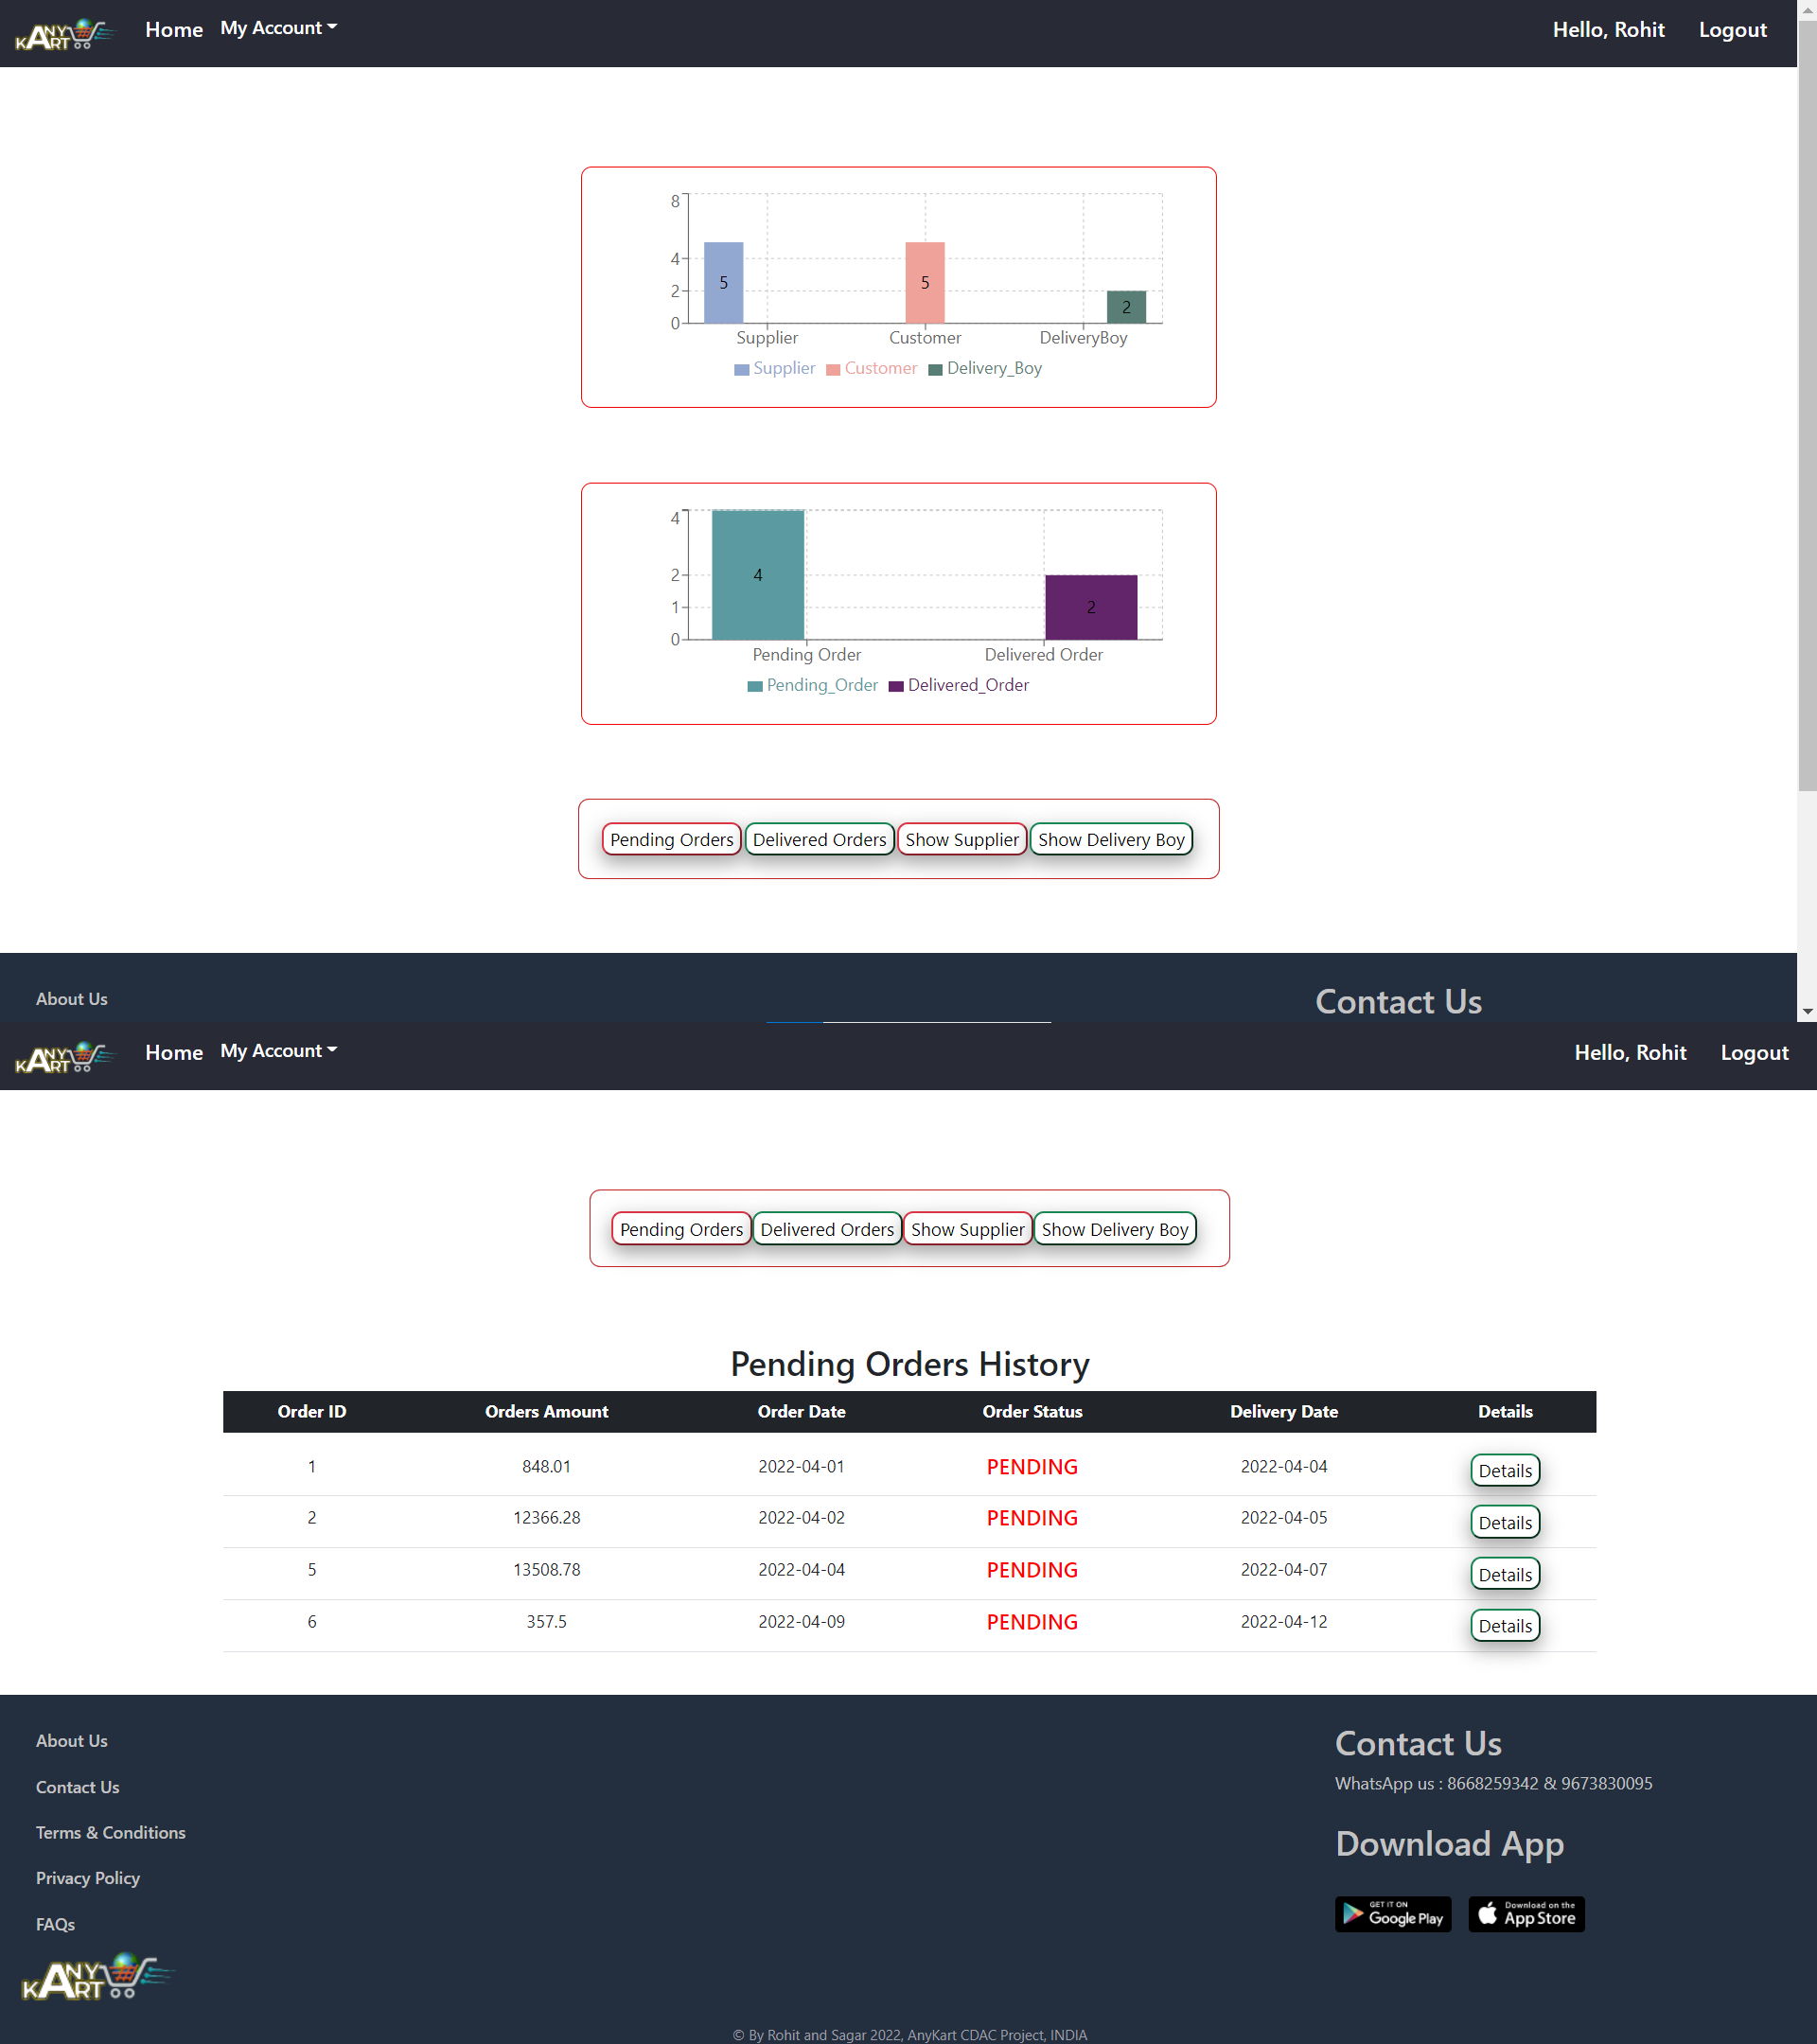 ANY KART Home My Account Hello, Rohit Logout
8
4
2
0
5 5 2
Supplier Customer DeliveryBoy
Supplier Customer Delivery_Boy
4
2
1
0
4 2
Pending Order Delivered Order
Pending_Order Delivered_Order
Pending Orders Delivered Orders Show Supplier Show Delivery Boy
About Us Contact Us
ANY KART Home My Account Hello, Rohit Logout
Pending Orders Delivered Orders Show Supplier Show Delivery Boy
Pending Orders History
Order ID Orders Amount Order Date Order Status Delivery Date Details
1 848.01 2022-04-01 PENDING 2022-04-04 Details
2 12366.28 2022-04-02 PENDING 2022-04-05 Details
5 13508.78 2022-04-04 PENDING 2022-04-07 Details
6 357.5 2022-04-09 PENDING 2022-04-12 Details
About Us
Contact Us
Terms & Conditions
Privacy Policy
FAQs
ANY KART
Contact Us
WhatsApp us : 8668259342 & 9673830095
Download App
GET IT ON Google Play
Download on the App Store
© By Rohit and Sagar 2022, AnyKart CDAC Project, INDIA